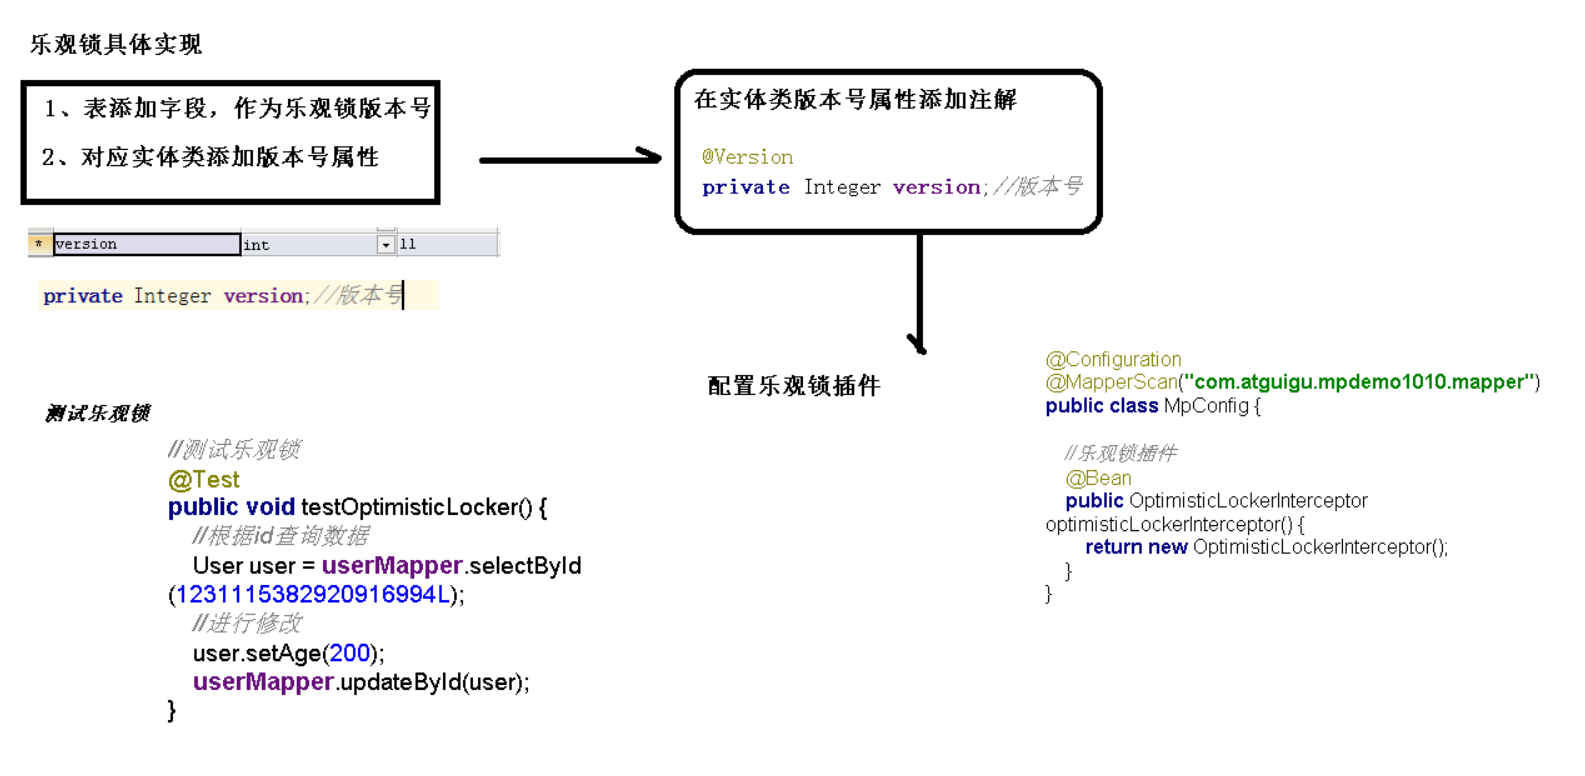 乐观锁具体实现
1、表添加字段，作为乐观锁版本号
2、对应实体类添加版本号属性
* version int 11
private Integer version;//版本号
在实体类版本号属性添加注解
@Version
private Integer version;//版本号
配置乐观锁插件
@Configuration
@MapperScan("com.atguigu.mpdemo1010.mapper")
public class MpConfig {
//乐观锁插件
@Bean
public OptimisticLockerInterceptor
optimisticLockerInterceptor() {
return new OptimisticLockerInterceptor();
}
}
测试乐观锁
//测试乐观锁
@Test
public void testOptimisticLocker() {
//根据id查询数据
User user = userMapper.selectById
(1231115382920916994L);
//进行修改
user.setAge(200);
userMapper.updateById(user);
}